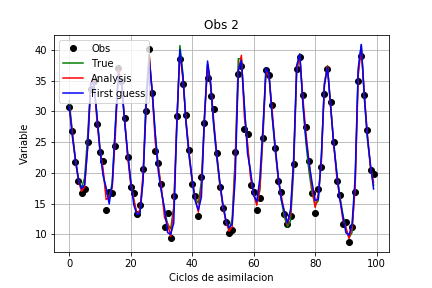 Obs 2
Variable
40
35
30
25
20
15
10
Obs
True
Analysis
First guess
0
20
40
60
80
100
Ciclos de asimilacion